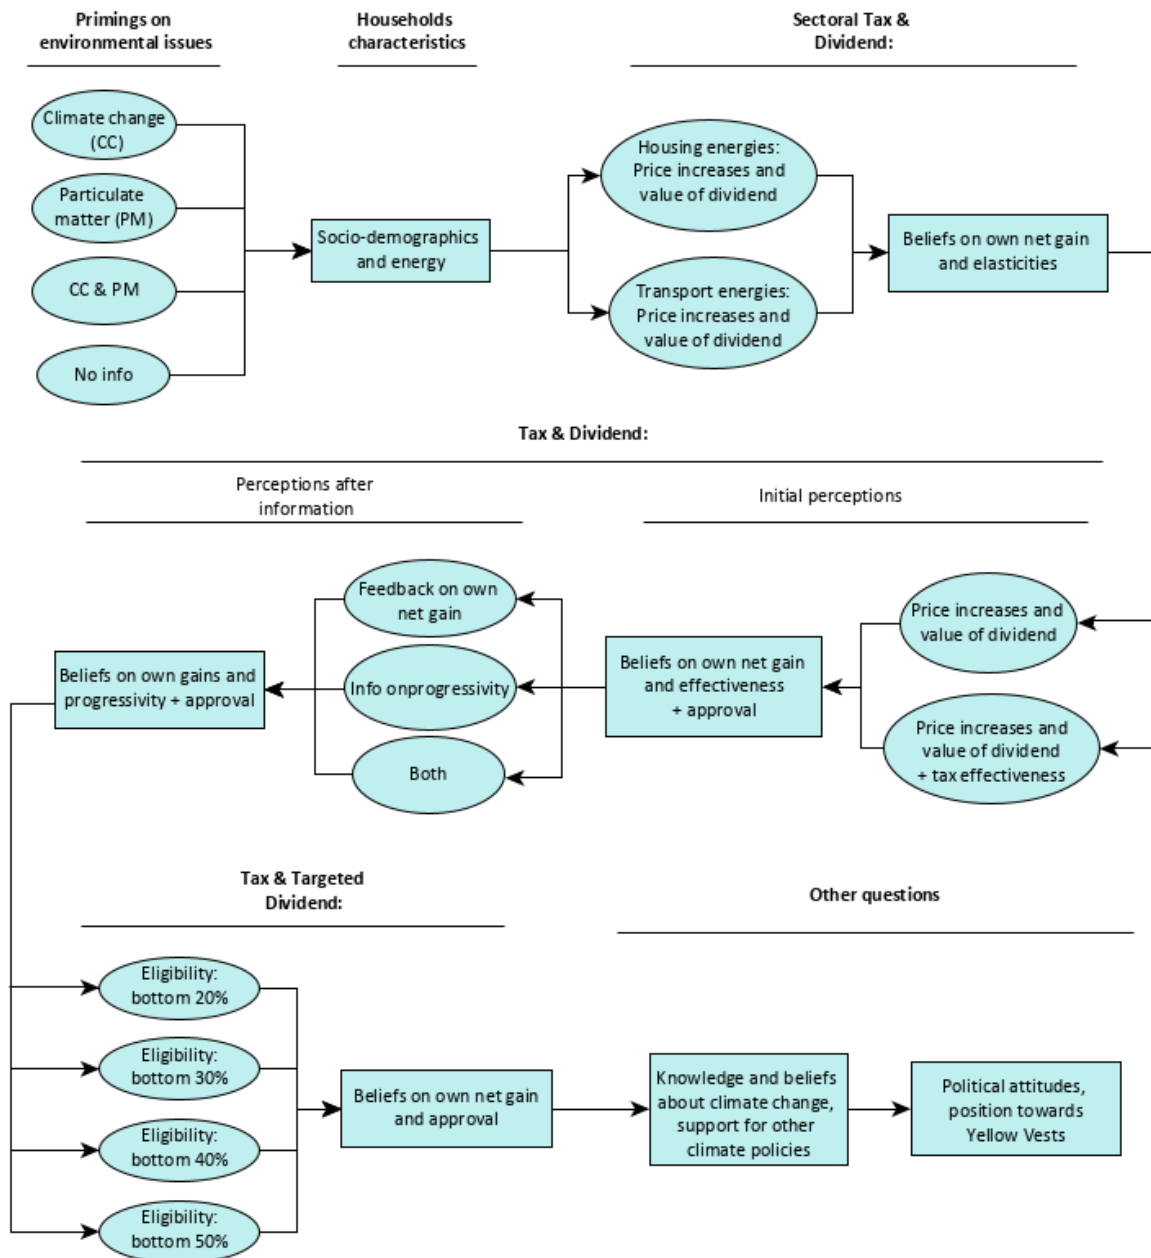 Primings on
environmental issues
Households
characteristics
Sectoral Tax &
Dividend:
Climate change
(CC)
Particulate
matter (PM)
CC & PM
No info
Socio-demographics
and energy
Housing energies:
Price increases and
value of dividend
Transport energies:
Price increases and
value of dividend
Beliefs on own net gain
and elasticities
Tax & Dividend:
Perceptions after
information
Initial perceptions
Price increases and
value of dividend
Price increases and
value of dividend
+ tax effectiveness
Beliefs on own net gain
and effectiveness
+ approval
Feedback on own
net gain
Info onprogressivity
Both
Beliefs on own gains and
progressivity + approval
Tax & Targeted
Dividend:
Other questions
Eligibility:
bottom 20%
Eligibility:
bottom 30%
Eligibility:
bottom 40%
Eligibility:
bottom 50%
Beliefs on own net gain
and approval
Knowledge and beliefs
about climate change,
support for other
climate policies
Political attitudes,
position towards
Yellow Vests